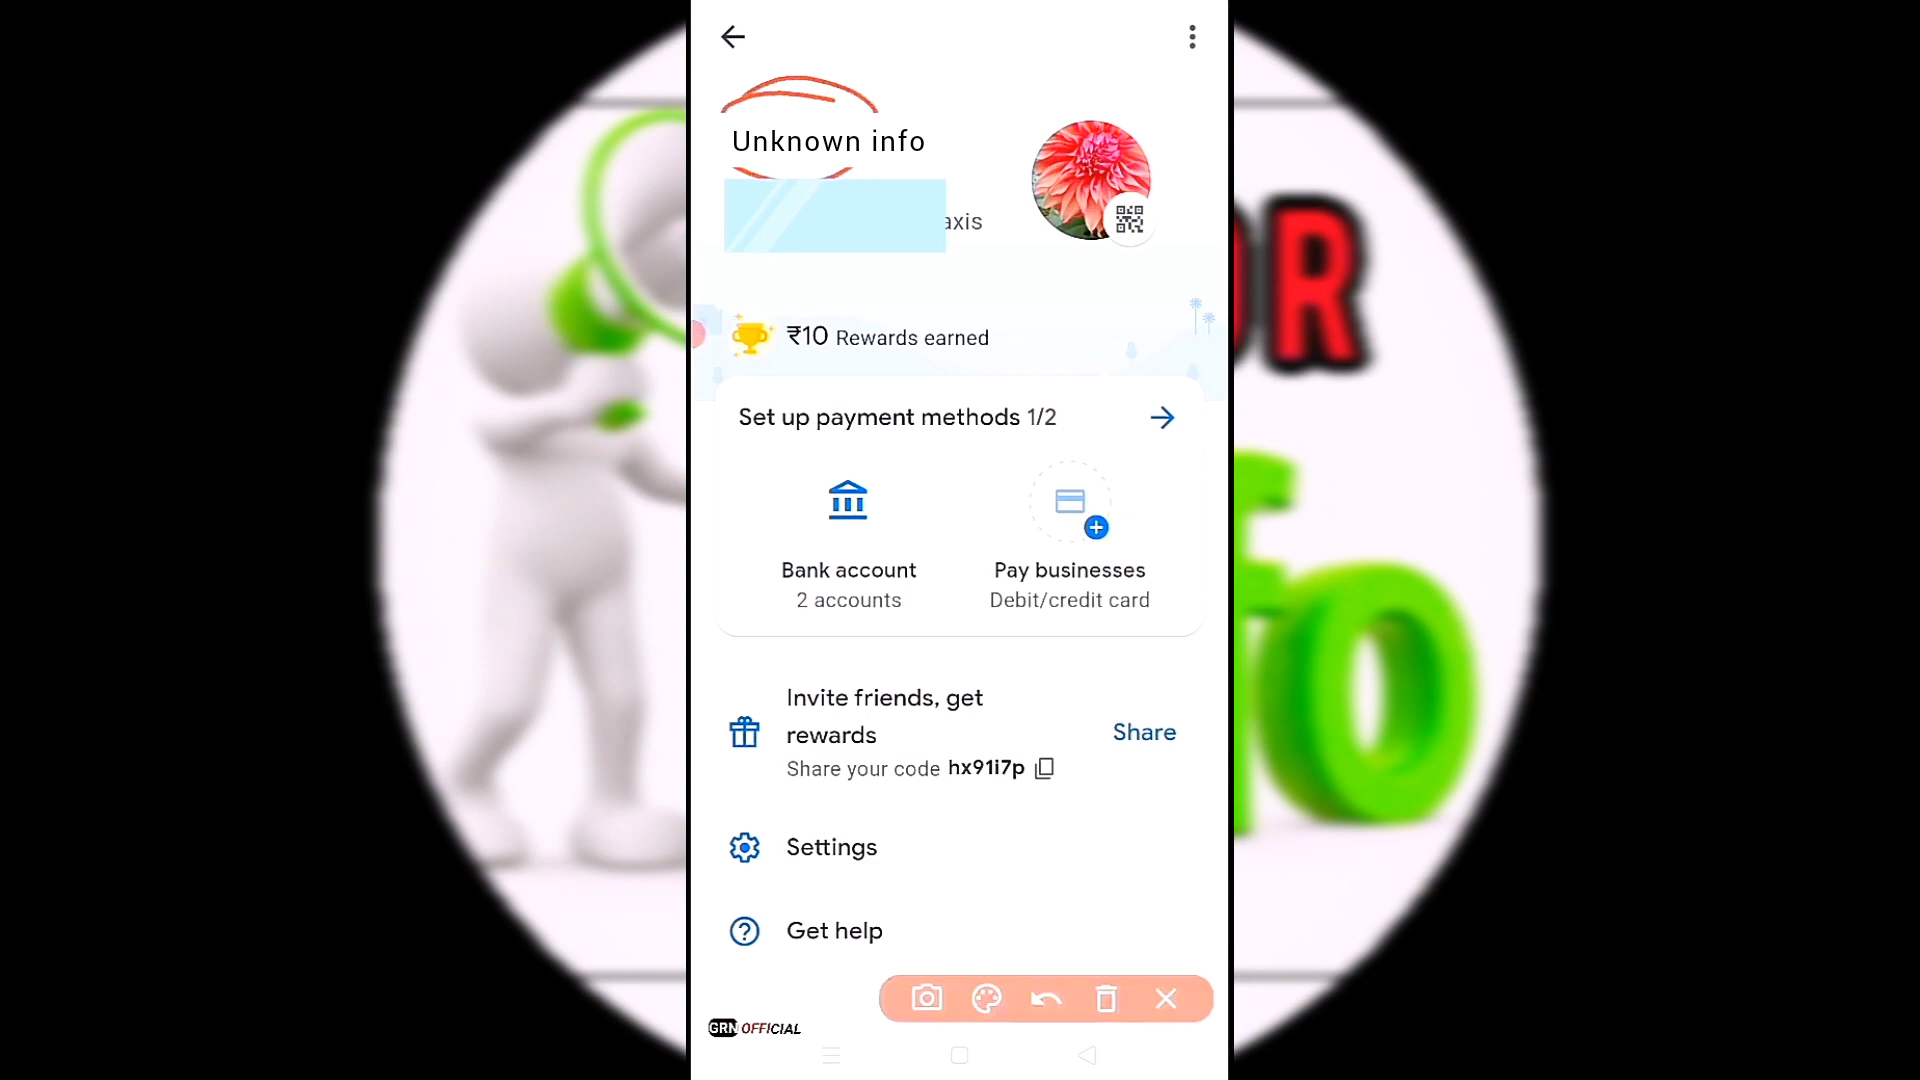 Unknown info
axis
₹10 Rewards earned
Set up payment methods 1/2
Bank account
2 accounts
Pay businesses
Debit/credit card
Invite friends, get
rewards
Share
Share your code hx91i7p
Settings
Get help
GRN OFFICIAL
R
fo